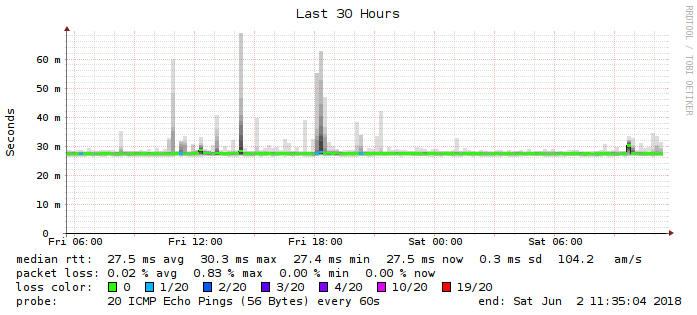 Last 30 Hours
RRDTOOL / TOBI OETIKER
Seconds
60 m
50 m
40 m
30 m
20 m
10 m
0
Fri 06:00 Fri 12:00 Fri 18:00 Sat 00:00 Sat 06:00
median rtt: 27.5 ms avg 30.3 ms max 27.4 ms min 27.5 ms now 0.3 ms sd 104.2 am/s
packet loss: 0.02 % avg 0.83 % max 0.00 % min 0.00 % now
loss color: 0 1/20 2/20 3/20 4/20 10/20 19/20
probe: 20 ICMP Echo Pings (56 Bytes) every 60s end: Sat Jun 2 11:35:04 2018